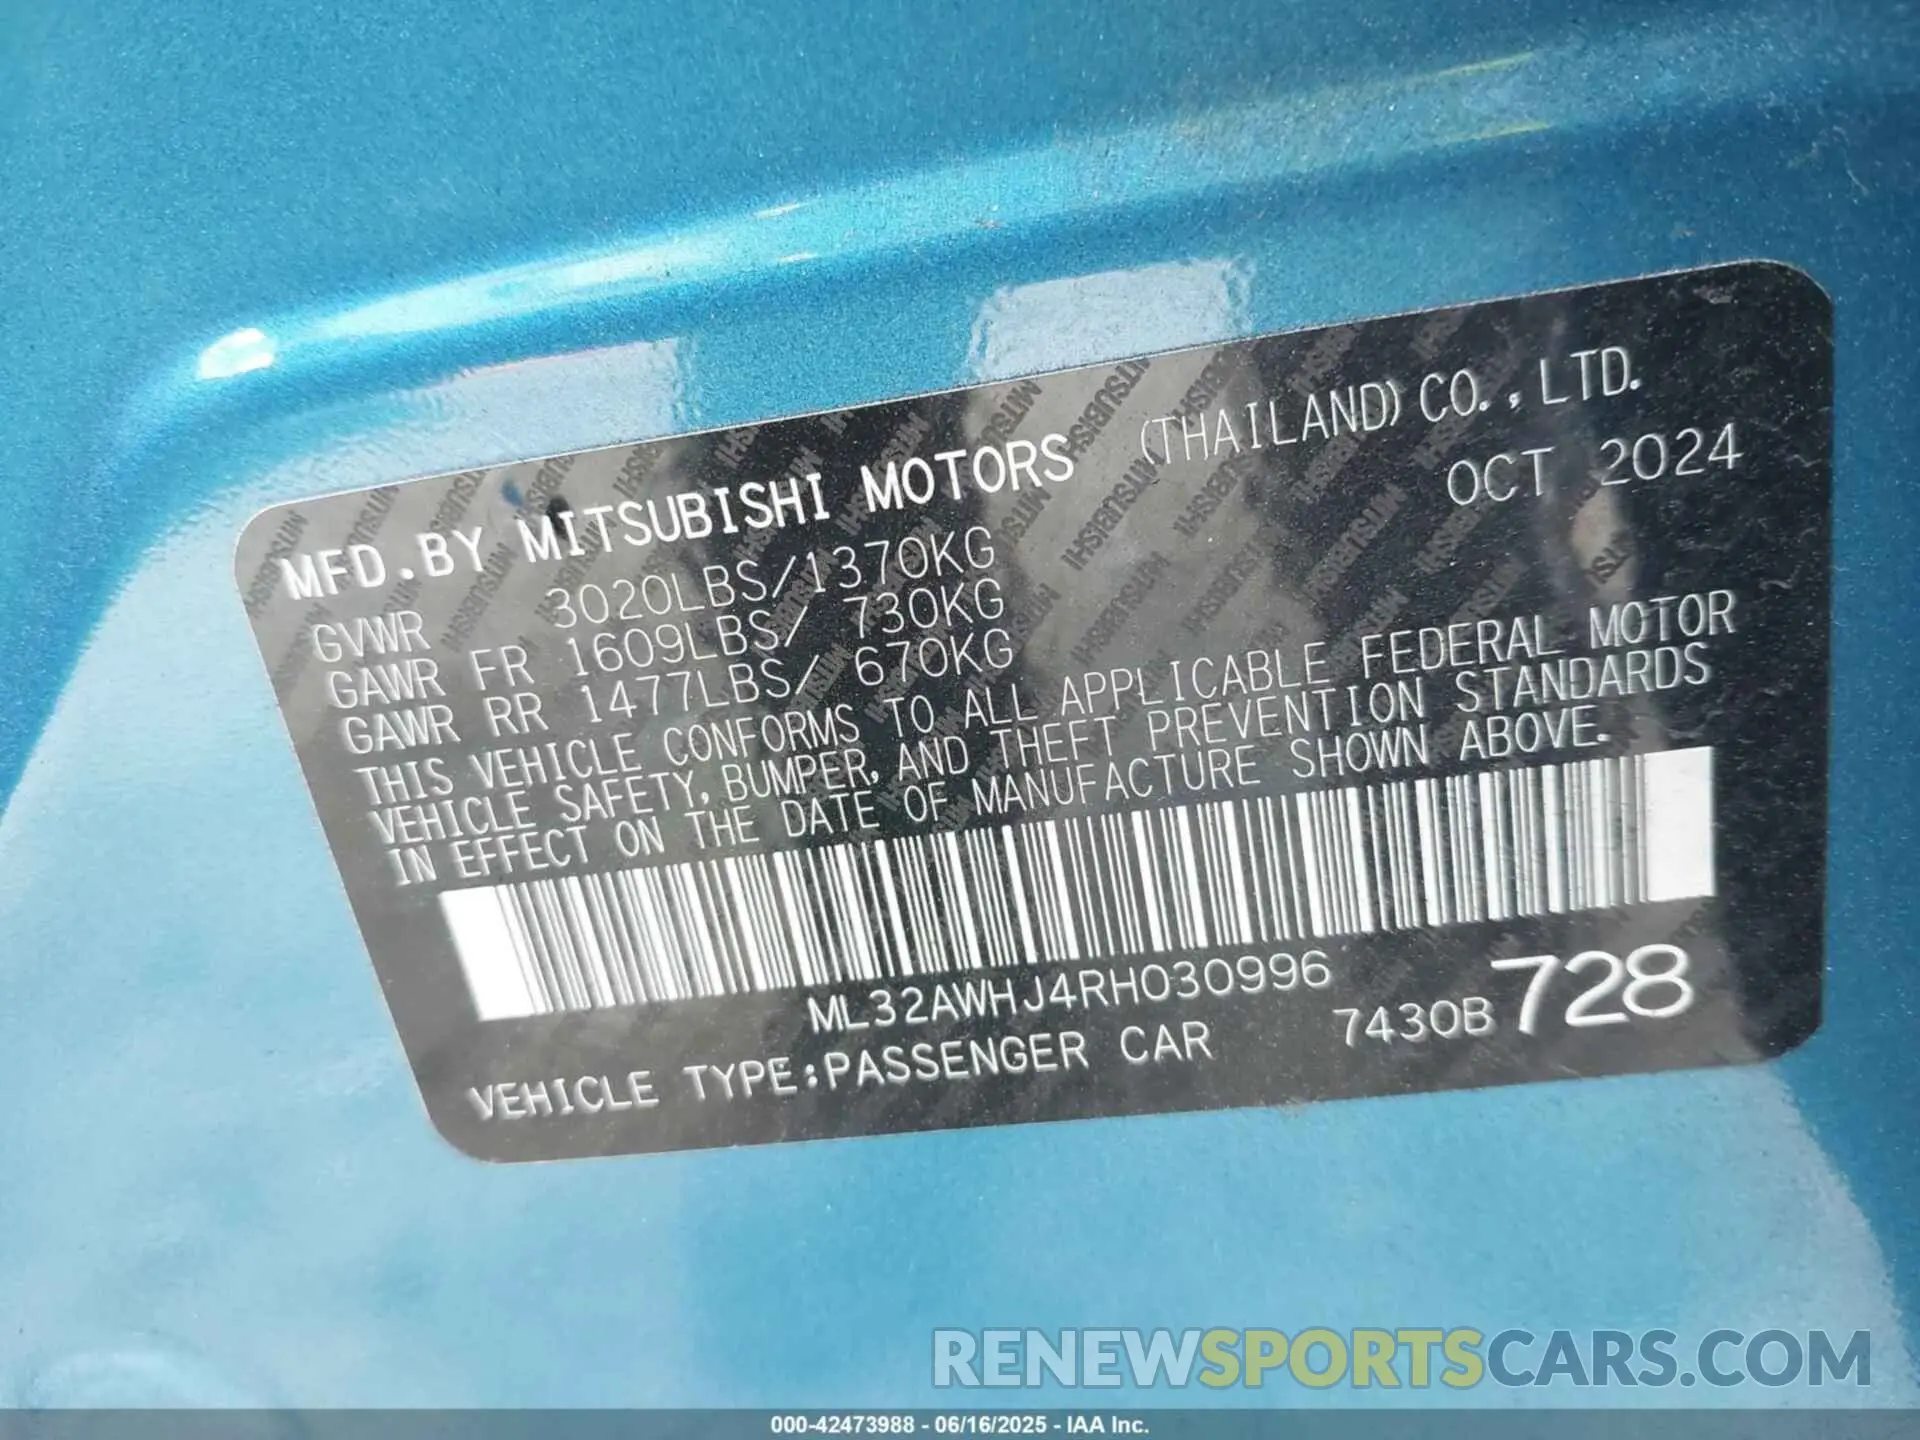 MFD.BY MITSUBISHI MOTORS (THAILAND) CO.,LTD.
OCT 2024
GVWR 3020LBS/1370KG
GAWR FR 1609LBS/ 730KG
GAWR RR 1477LBS/ 670KG
THIS VEHICLE CONFORMS TO ALL APPLICABLE FEDERAL MOTOR
VEHICLE SAFETY, BUMPER, AND THEFT PREVENTION STANDARDS
IN EFFECT ON THE DATE OF MANUFACTURE SHOWN ABOVE.
ML32AWHJ4RH030996
7430B 728
VEHICLE TYPE:PASSENGER CAR
RENEWSPORTSCARS.COM
000-42473988 - 06/16/2025 - IAA Inc.